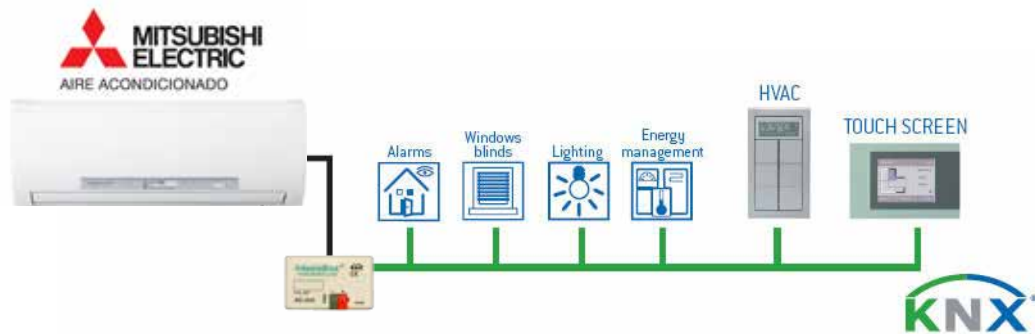 MITSUBISHI
ELECTRIC
AIRE ACONDICIONADO
HVAC
TOUCH SCREEN
Alarms
Windows
blinds
Lighting
Energy
management
KNX